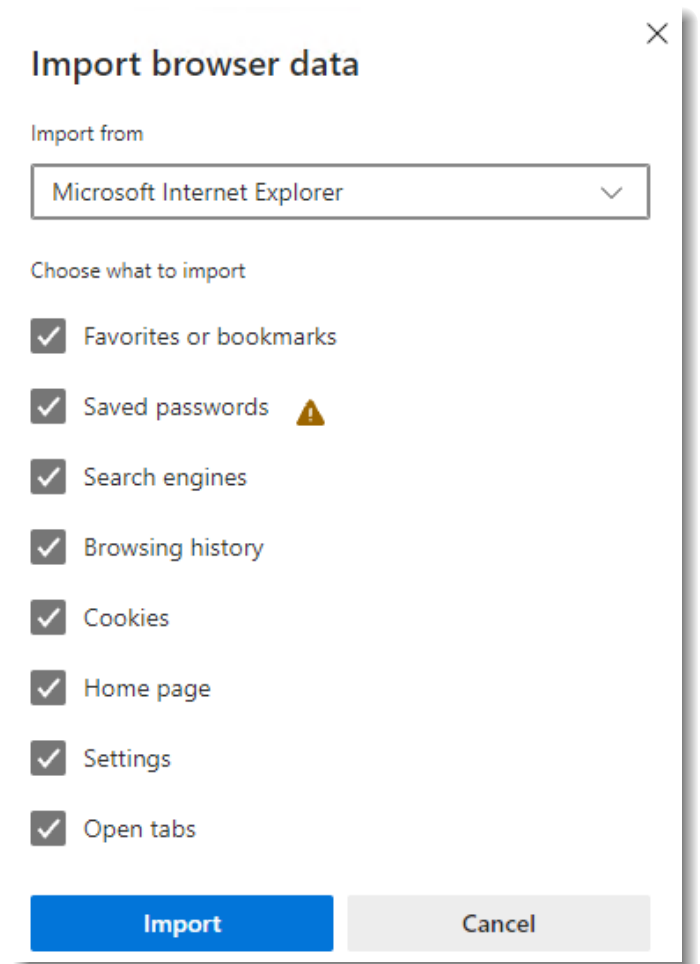 Import browser data
Import from
Microsoft Internet Explorer
Choose what to import
Favorites or bookmarks
Saved passwords
Search engines
Browsing history
Cookies
Home page
Settings
Open tabs
Import Cancel